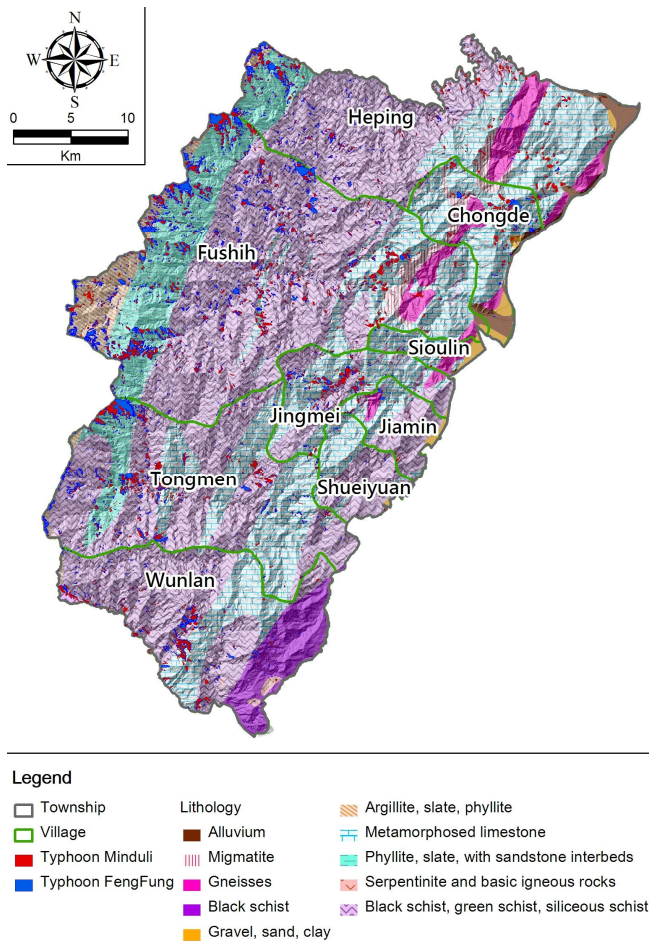 N
W E
S
0 5 10
Km
Heping
Chongde
Fushih
Sioulin
Jingmei
Jiamin
Tongmen
Shueiyuan
Wunlan
Legend
Township
Village
Typhoon Minduli
Typhoon FengFung
Lithology
Alluvium
Migmatite
Gneisses
Black schist
Gravel, sand, clay
Argillite, slate, phyllite
Metamorphosed limestone
Phyllite, slate, with sandstone interbeds
Serpentinite and basic igneous rocks
Black schist, green schist, siliceous schist